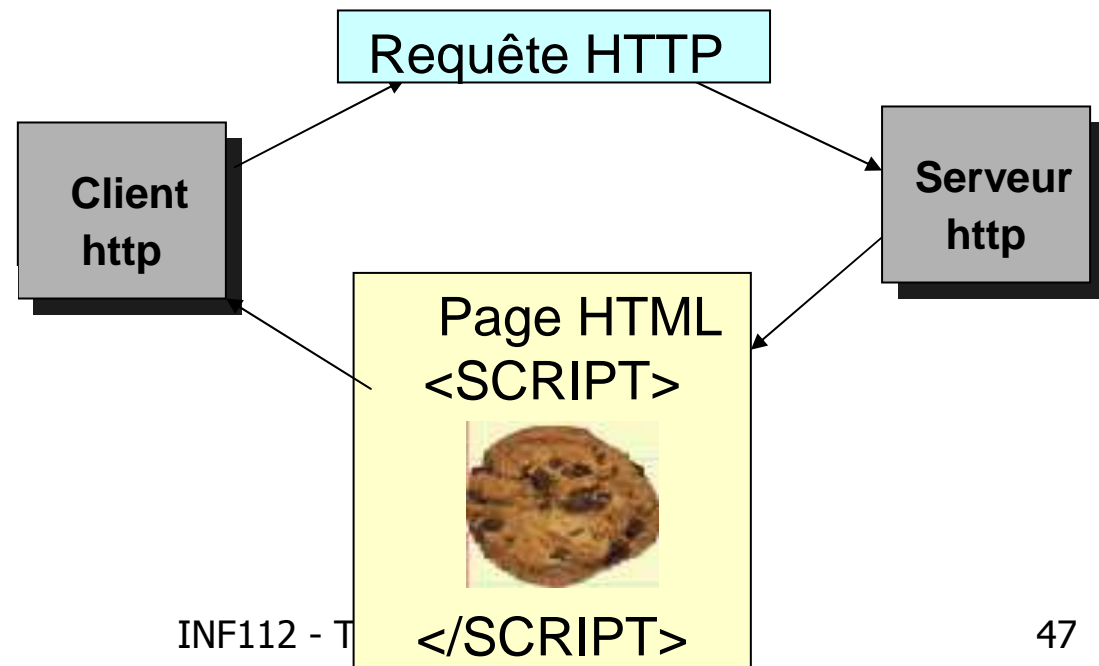 Requête HTTP
Client
http
Serveur
http
Page HTML
<SCRIPT>
</SCRIPT>
INF112 - T
47